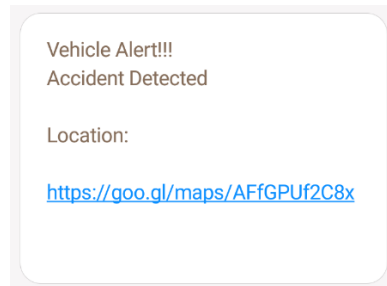 Vehicle Alert!!!
Accident Detected
Location:
https://goo.gl/maps/AFfGPUf2C8x